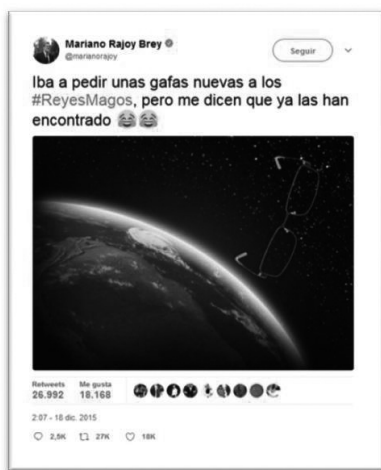 Mariano Rajoy Brey
@marianorajoy
Seguir
Iba a pedir unas gafas nuevas a los
#ReyesMagos, pero me dicen que ya las han
encontrado 😂😂
Retweets Me gusta
26.992 18.168
2:07 - 18 dic. 2015
2,5K 27K 18K